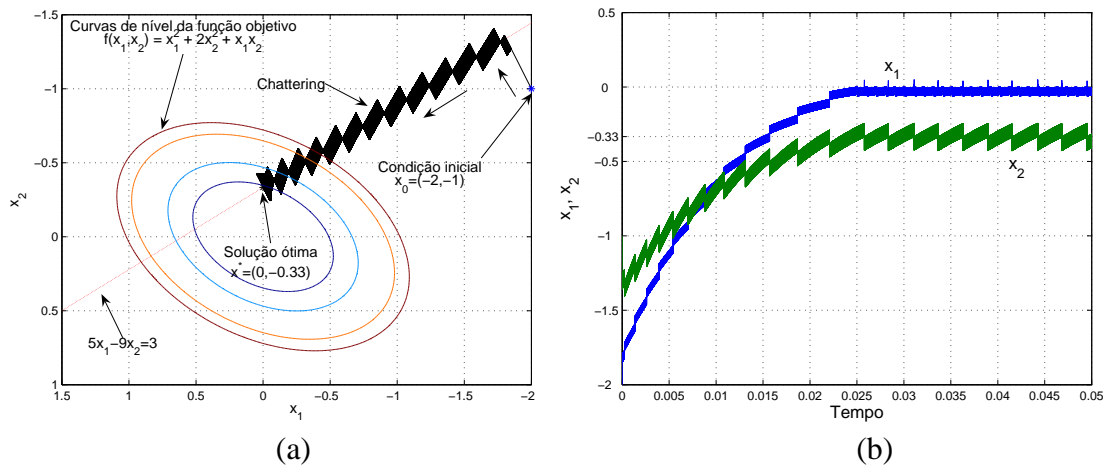 Curvas de nível da função objetivo
f(x1,x2) = x1^2 + 2x2^2 + x1x2
Chattering
Condição inicial
x0=(−2,−1)
Solução ótima
x*=(0,−0.33)
5x1−9x2=3
−1.5
−1
−0.5
0
0.5
1
x2
1.5 1 0.5 0 −0.5 −1 −1.5 −2
x1
(a)
0.5
0
−0.33
−0.5
−1
−1.5
−2
x1, x2
x1
x2
0 0.005 0.01 0.015 0.02 0.025 0.03 0.035 0.04 0.045 0.05
Tempo
(b)